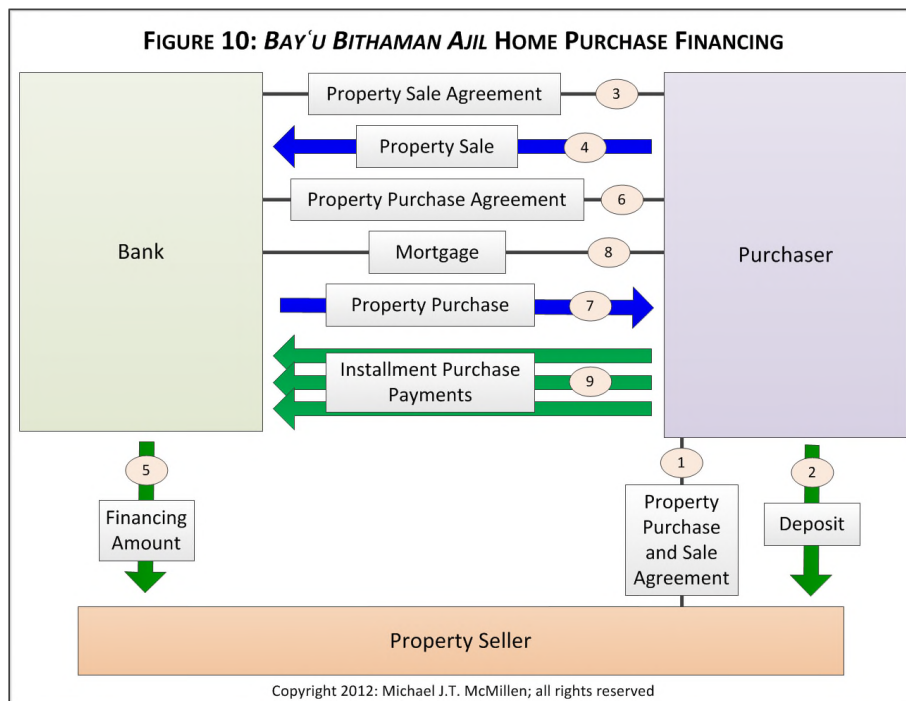 FIGURE 10: BAYʿU BITHAMAN AJIL HOME PURCHASE FINANCING
Bank
Property Sale Agreement
3
Property Sale
4
Property Purchase Agreement
6
Mortgage
8
Property Purchase
7
Installment Purchase
Payments
9
Purchaser
5
Financing
Amount
1
Property
Purchase
and Sale
Agreement
2
Deposit
Property Seller
Copyright 2012: Michael J.T. McMillen; all rights reserved